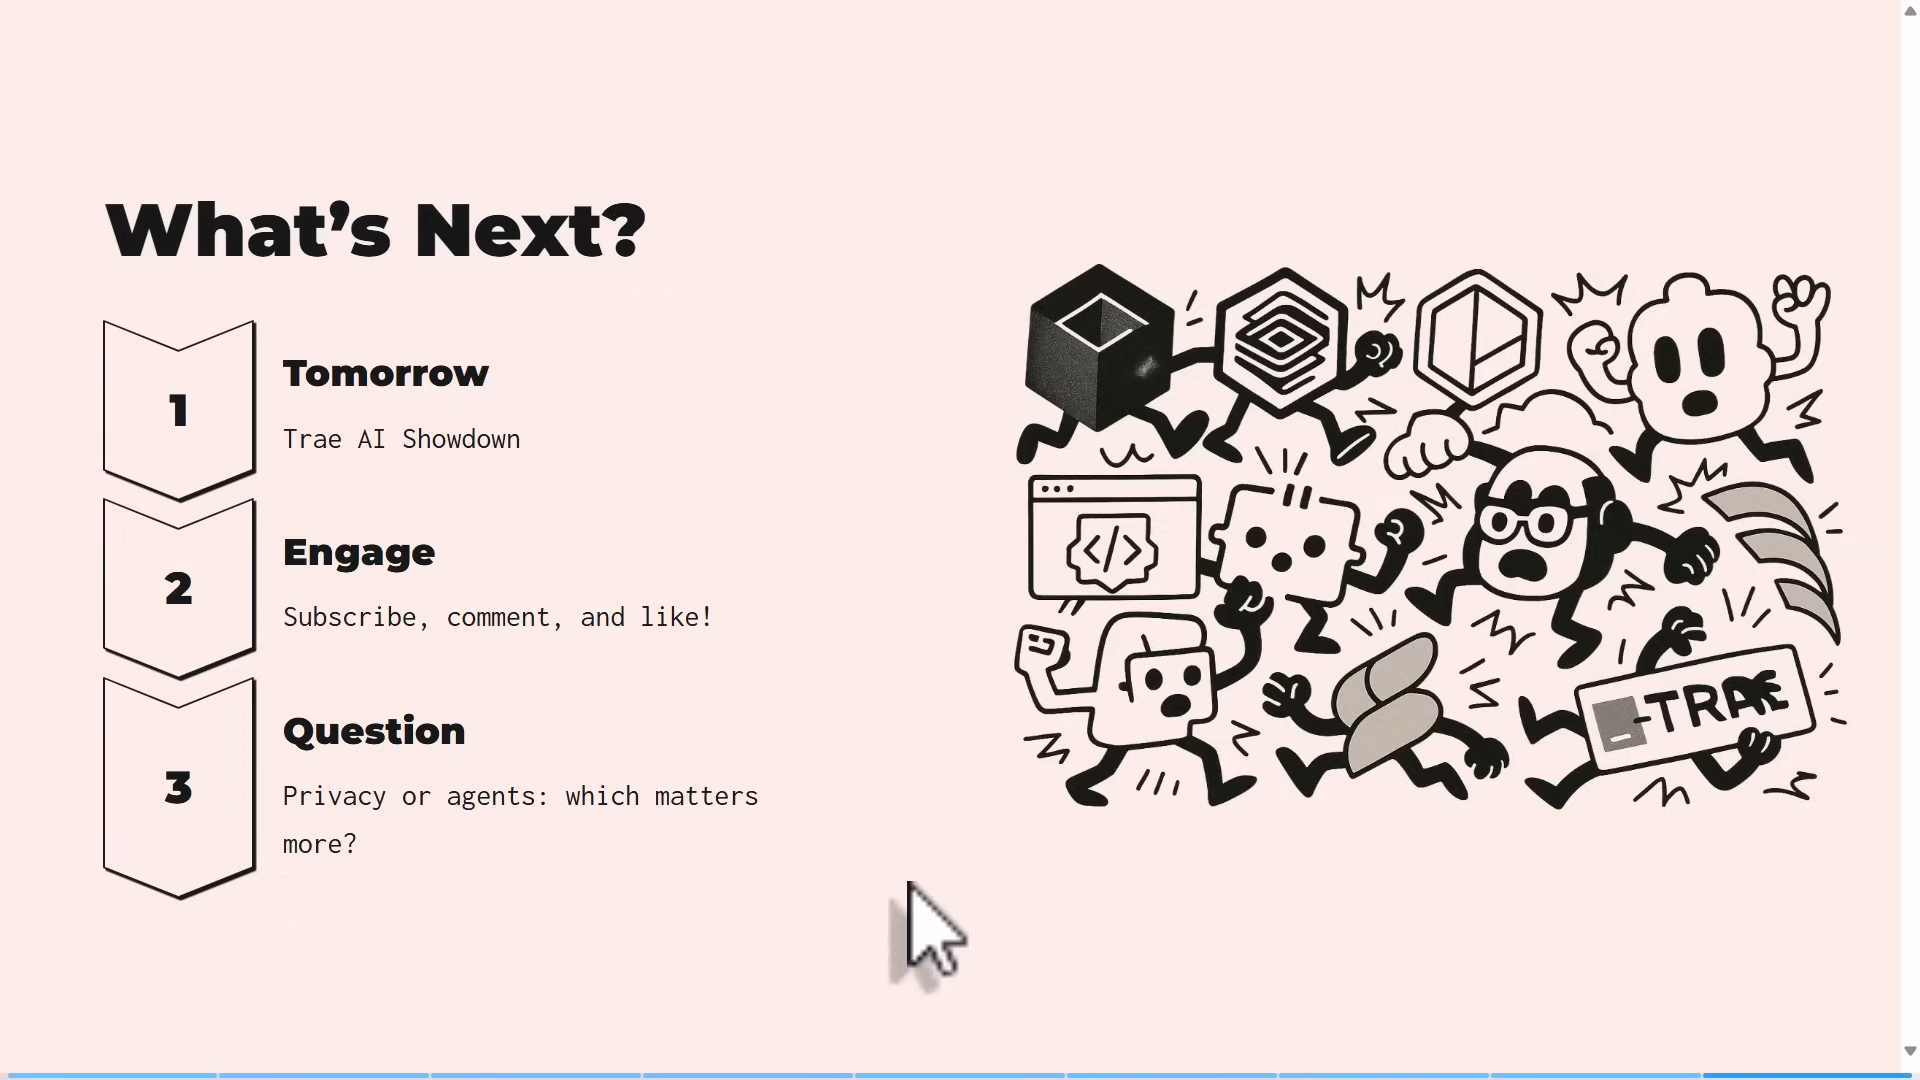 What’s Next?
1
Tomorrow
Trae AI Showdown
2
Engage
Subscribe, comment, and like!
3
Question
Privacy or agents: which matters
more?
</>
TRAE